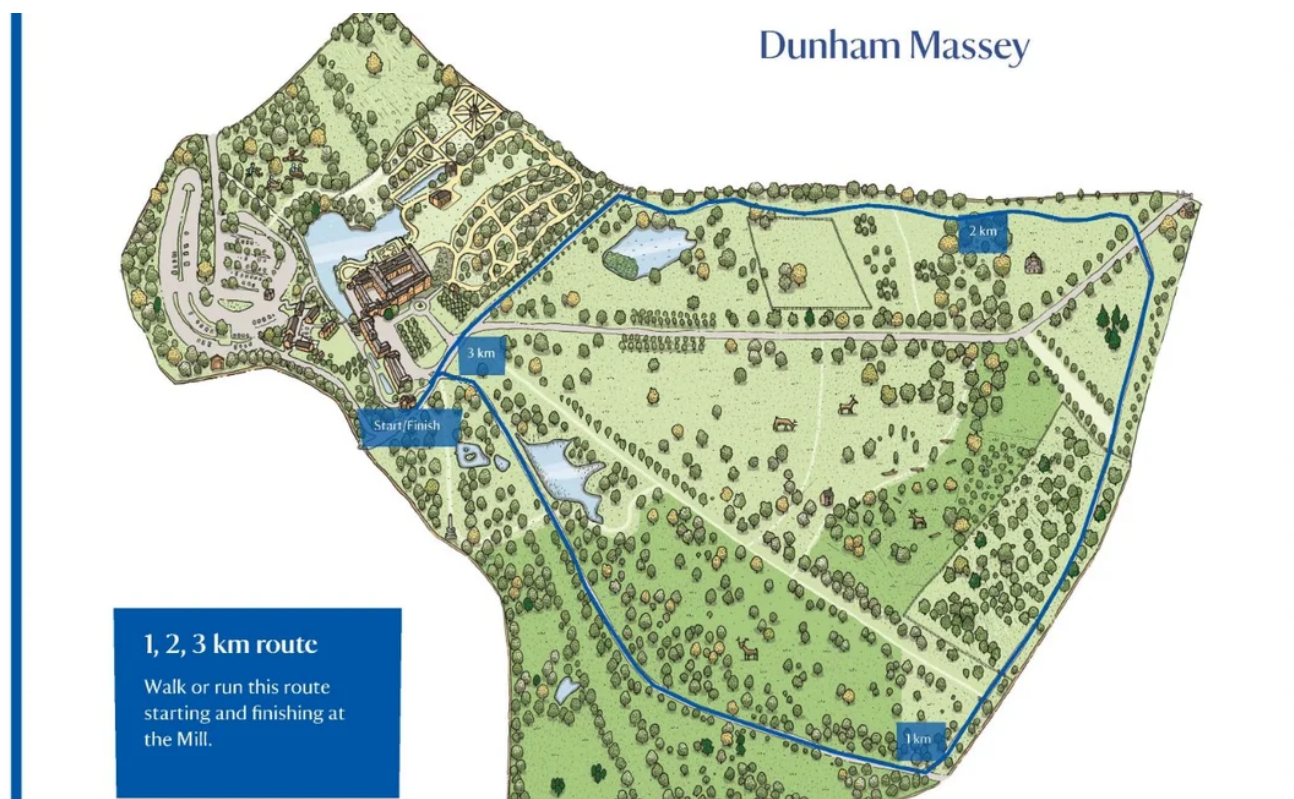 Dunham Massey
2 km
3 km
Start/Finish
1 km
1, 2, 3 km route
Walk or run this route
starting and finishing at
the Mill.